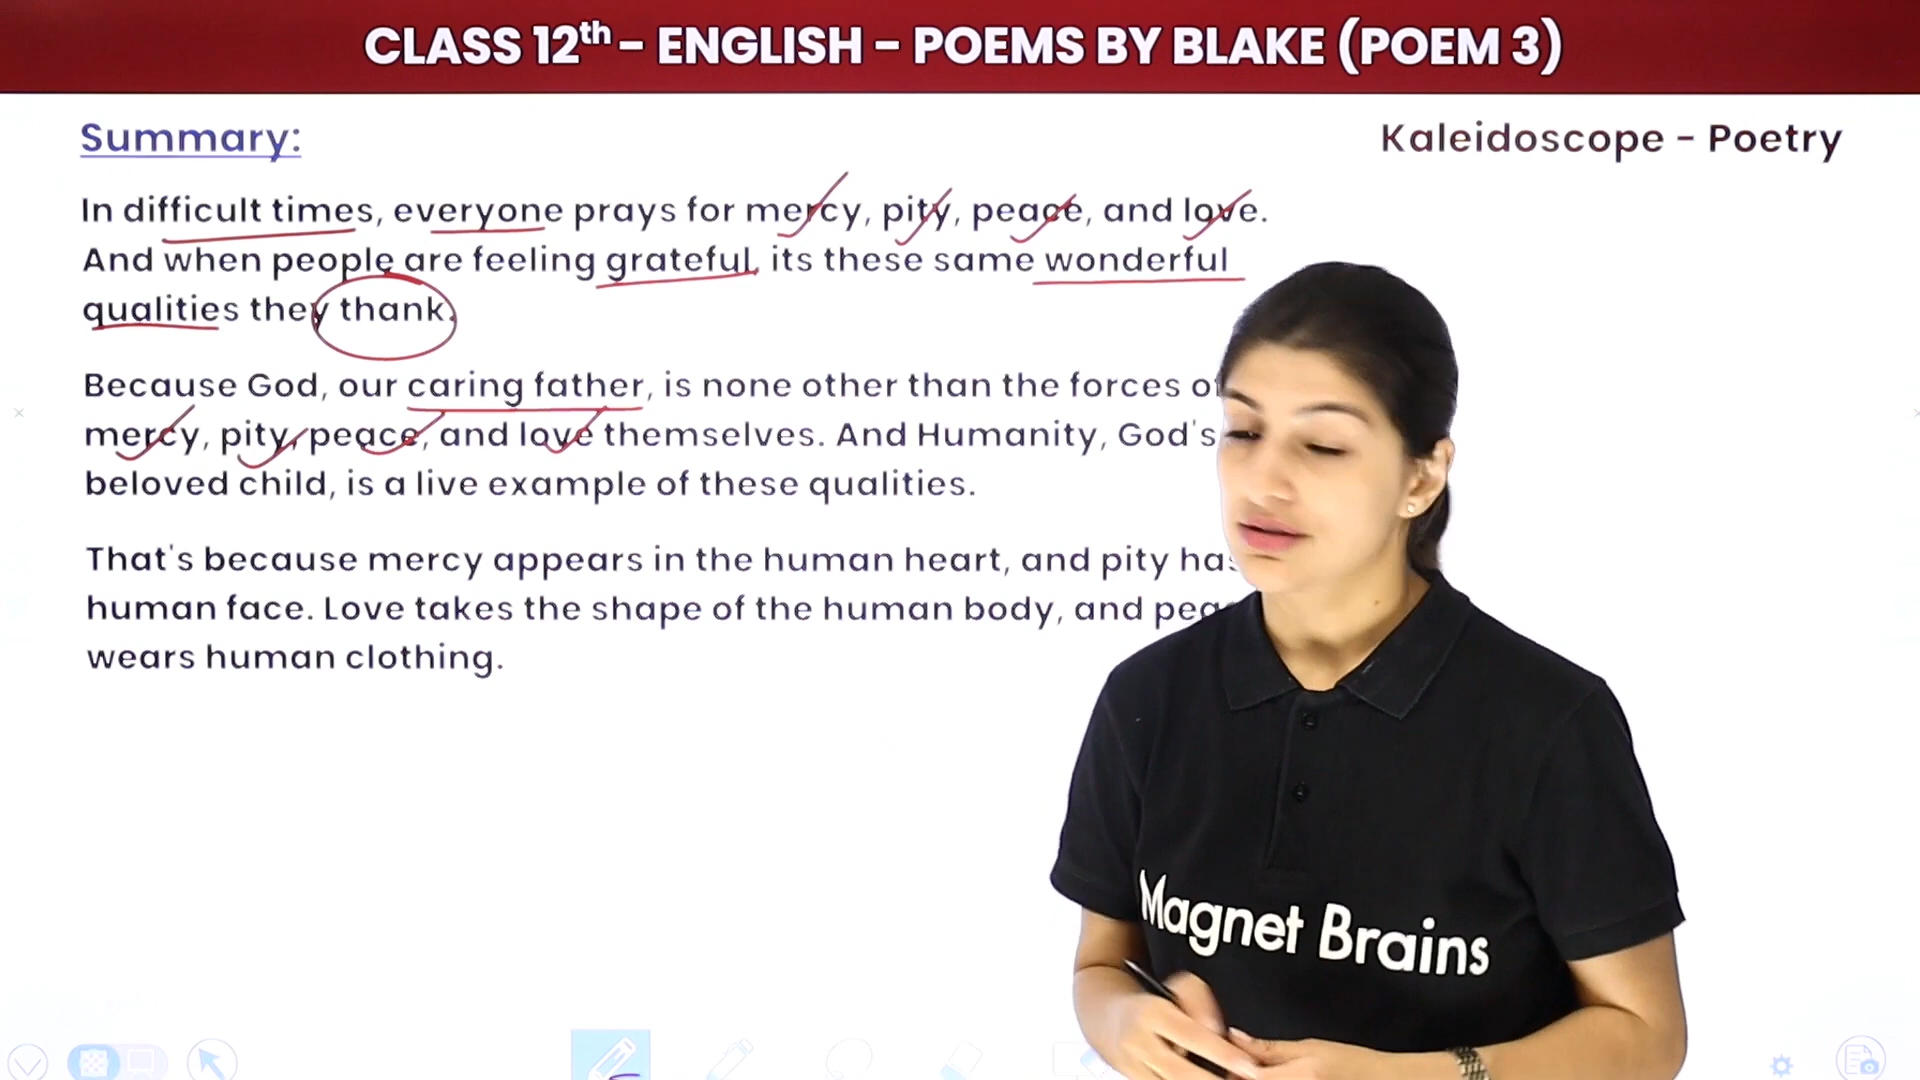 CLASS 12th – ENGLISH – POEMS BY BLAKE (POEM 3)
Summary:
Kaleidoscope – Poetry
In difficult times, everyone prays for mercy, pity, peace, and love.
And when people are feeling grateful, its these same wonderful
qualities they thank.
Because God, our caring father, is none other than the forces
mercy, pity, peace, and love themselves. And Humanity, God's
beloved child, is a live example of these qualities.
That's because mercy appears in the human heart, and pity
human face. Love takes the shape of the human body, and
wears human clothing.
Magnet Brains